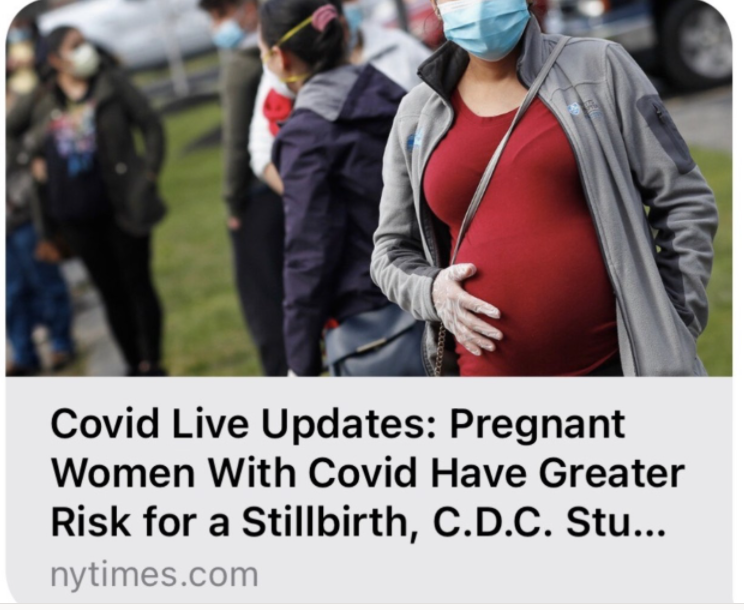 Covid Live Updates: Pregnant
Women With Covid Have Greater
Risk for a Stillbirth, C.D.C. Stu...
nytimes.com